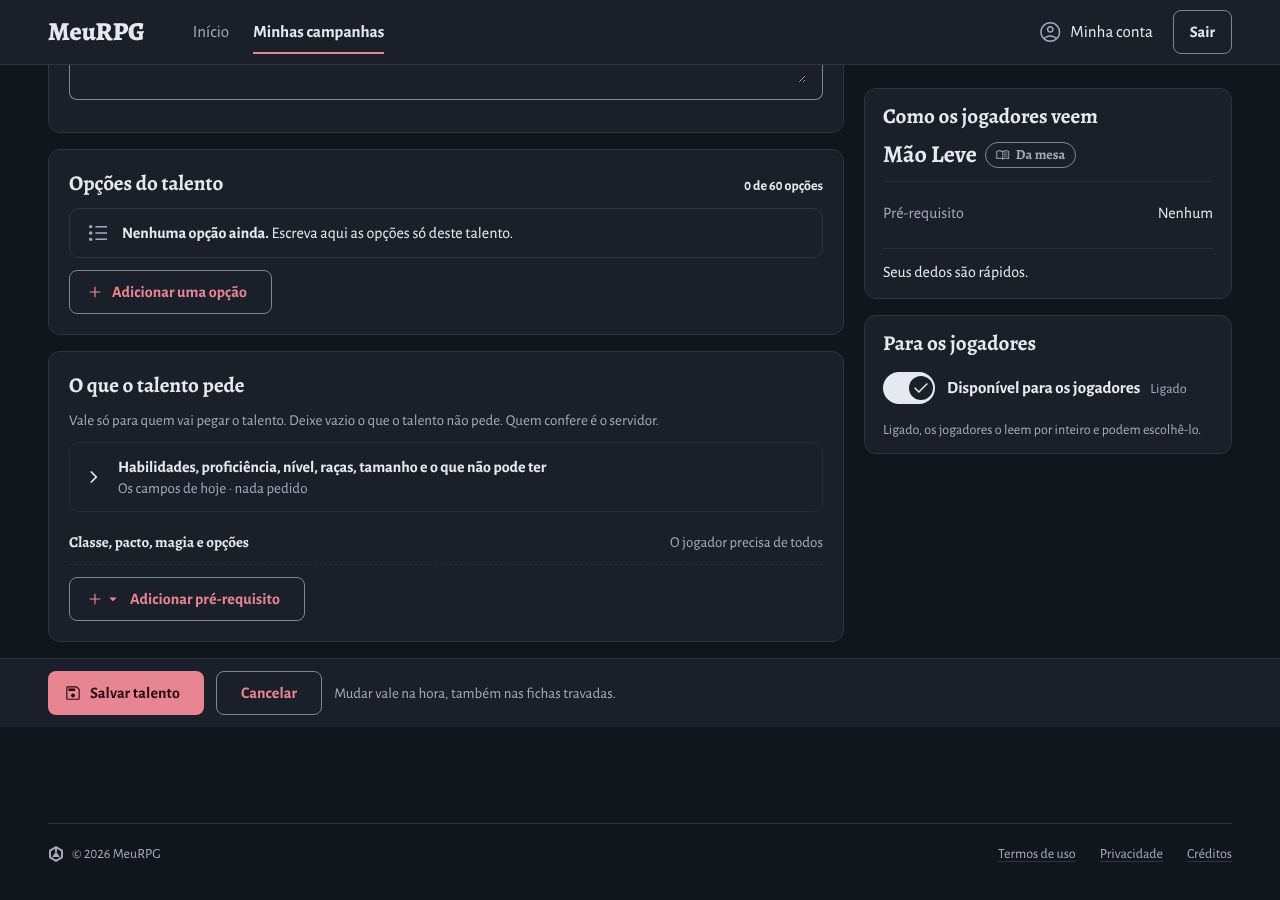 MeuRPG
Início
Minhas campanhas
Minha conta
Sair
Opções do talento
0 de 60 opções
Nenhuma opção ainda. Escreva aqui as opções só deste talento.
Adicionar uma opção
O que o talento pede
Vale só para quem vai pegar o talento. Deixe vazio o que o talento não pede. Quem confere é o servidor.
Habilidades, proficiência, nível, raças, tamanho e o que não pode ter
Os campos de hoje · nada pedido
Classe, pacto, magia e opções
O jogador precisa de todos
Adicionar pré-requisito
Como os jogadores veem
Mão Leve
Da mesa
Pré-requisito
Nenhum
Seus dedos são rápidos.
Para os jogadores
Disponível para os jogadores
Ligado
Ligado, os jogadores o leem por inteiro e podem escolhê-lo.
Salvar talento
Cancelar
Mudar vale na hora, também nas fichas travadas.
© 2026 MeuRPG
Termos de uso
Privacidade
Créditos